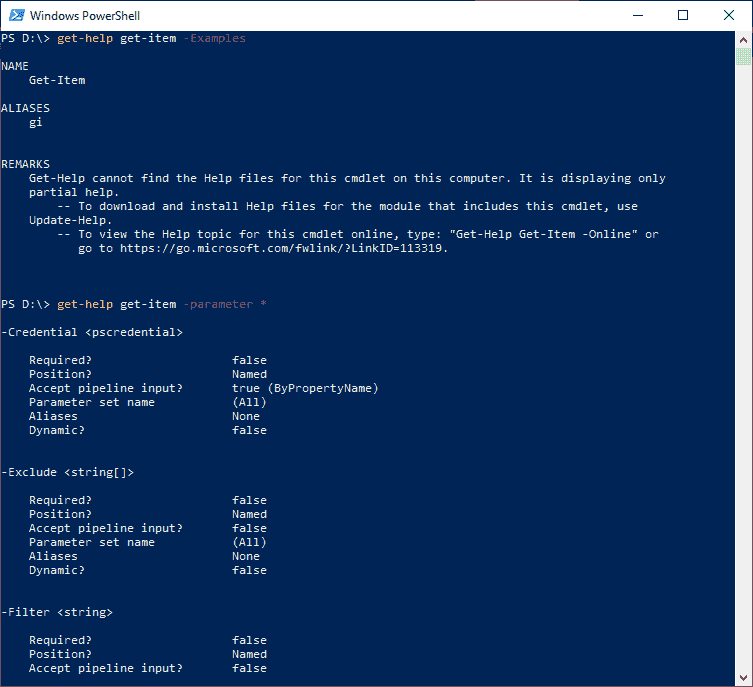 Windows PowerShell
PS D:\> get-help get-item -Examples
NAME
Get-Item
ALIASES
gi
REMARKS
Get-Help cannot find the Help files for this cmdlet on this computer. It is displaying only
partial help.
-- To download and install Help files for the module that includes this cmdlet, use
Update-Help.
-- To view the Help topic for this cmdlet online, type: "Get-Help Get-Item -Online" or
go to https://go.microsoft.com/fwlink/?LinkID=113319.
PS D:\> get-help get-item -parameter *
-Credential <pscredential>
Required? false
Position? Named
Accept pipeline input? true (ByPropertyName)
Parameter set name (All)
Aliases None
Dynamic? false
-Exclude <string[]>
Required? false
Position? Named
Accept pipeline input? false
Parameter set name (All)
Aliases None
Dynamic? false
-Filter <string>
Required? false
Position? Named
Accept pipeline input? false